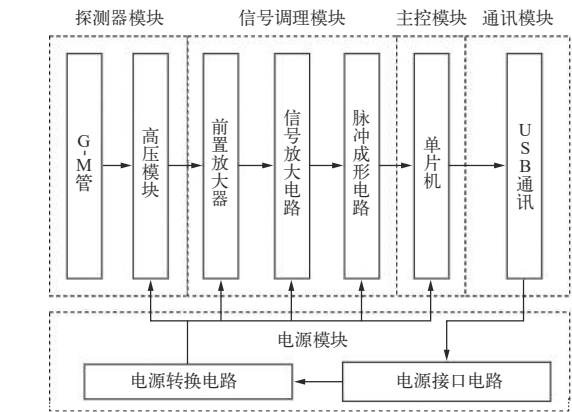 探测器模块
信号调理模块
主控模块
通讯模块
G-M管
高压模块
前置放大器
信号放大电路
脉冲成形电路
单片机
USB通讯
电源模块
电源转换电路
电源接口电路